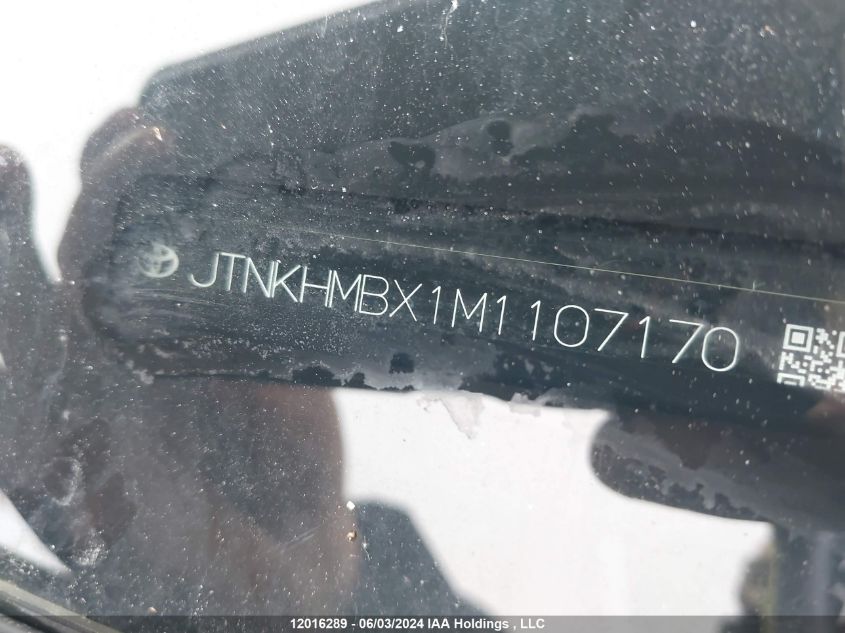 JTNKHMBX1M1107170
12016289 - 06/03/2024 IAA Holdings , LLC